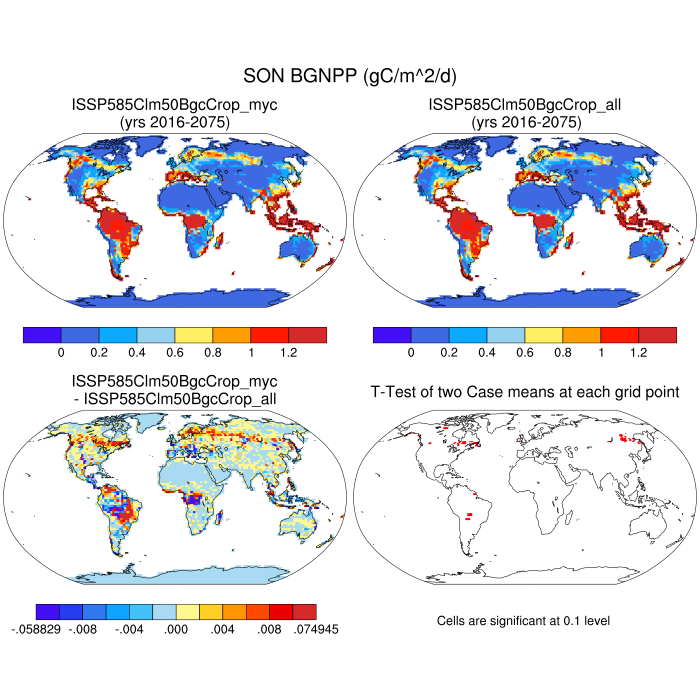 SON BGNPP (gC/m^2/d)
ISSP585Clm50BgcCrop_myc
(yrs 2016-2075)
ISSP585Clm50BgcCrop_all
(yrs 2016-2075)
0 0.2 0.4 0.6 0.8 1 1.2
0 0.2 0.4 0.6 0.8 1 1.2
ISSP585Clm50BgcCrop_myc
- ISSP585Clm50BgcCrop_all
T-Test of two Case means at each grid point
-.058829 -.008 -.004 .000 .004 .008 .074945
Cells are significant at 0.1 level